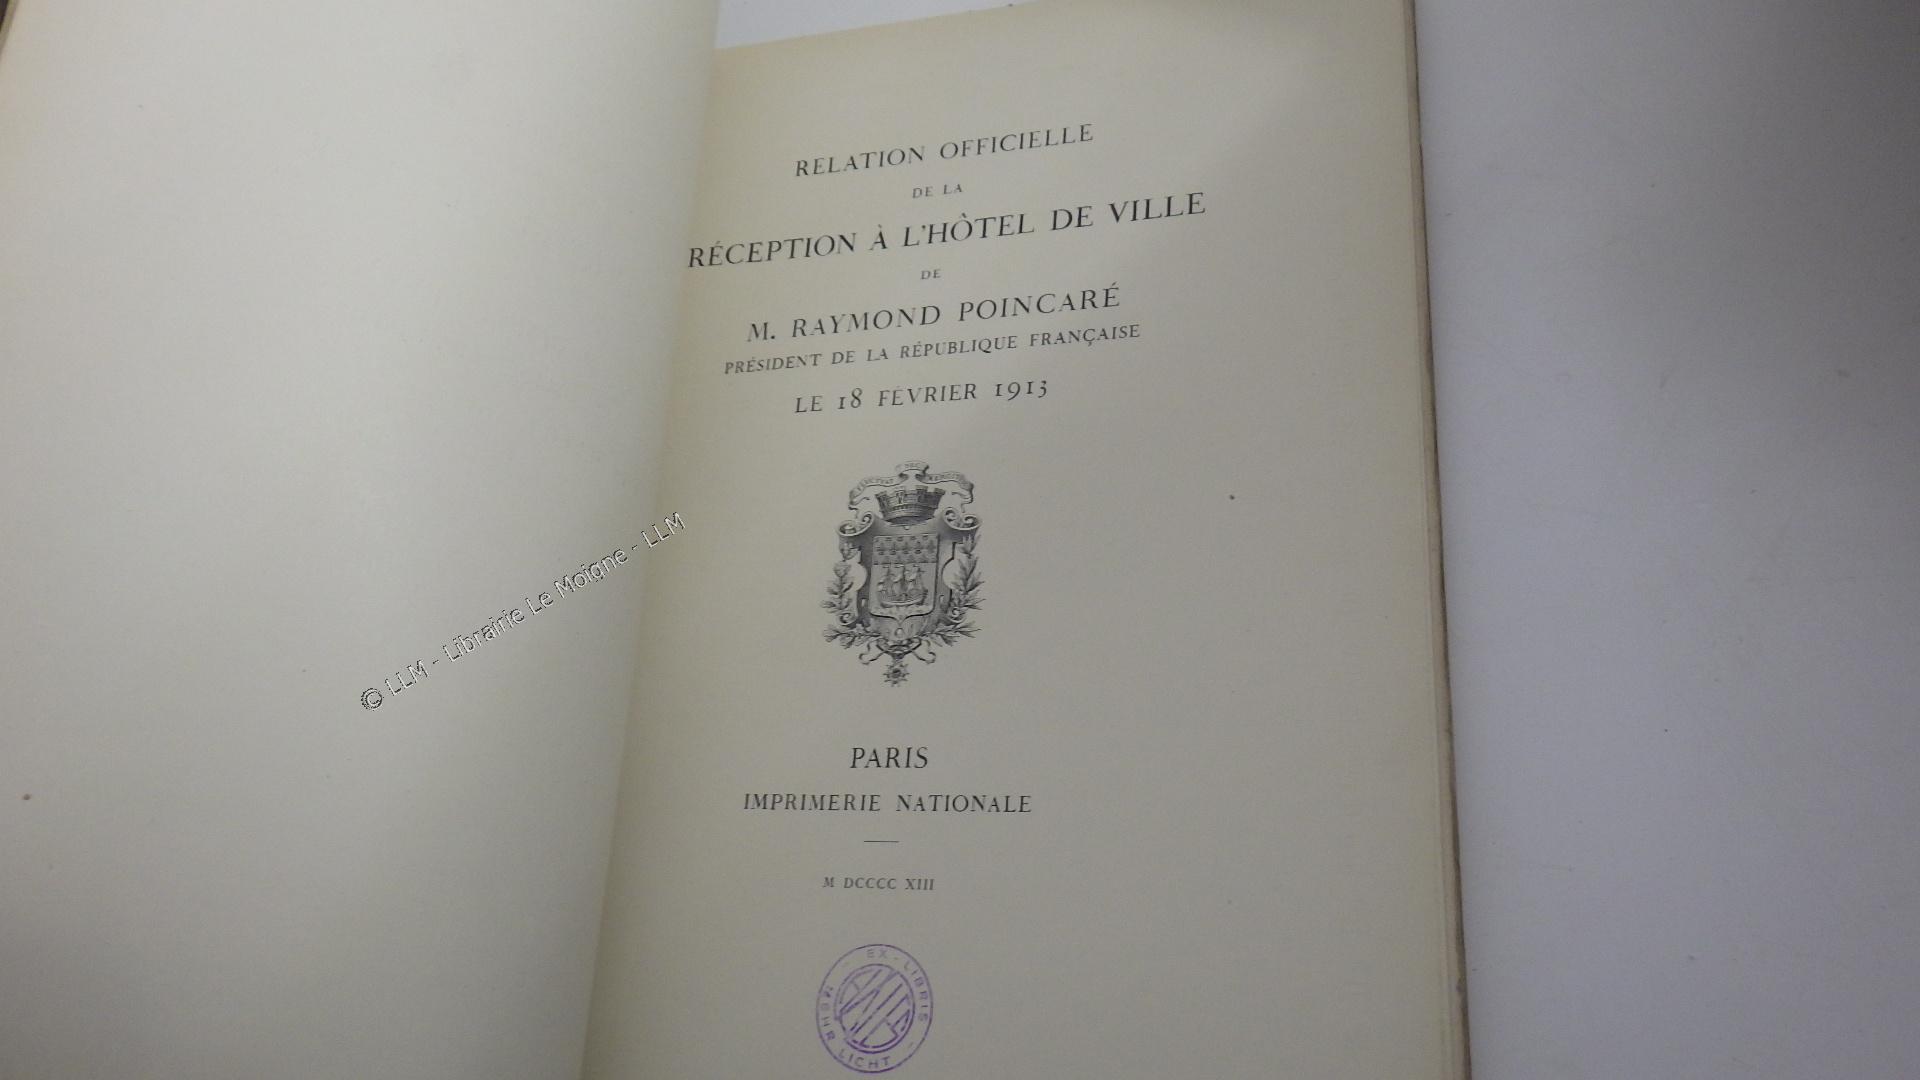 RELATION OFFICIELLE
DE LA
RÉCEPTION À L'HÔTEL DE VILLE
DE
M. RAYMOND POINCARÉ
PRÉSIDENT DE LA RÉPUBLIQUE FRANÇAISE
LE 18 FÉVRIER 1913
© LLM - Librairie Le Moigne - LLM
PARIS
IMPRIMERIE NATIONALE
M DCCCC XIII
EX-LIBRIS
MEHR LICHT